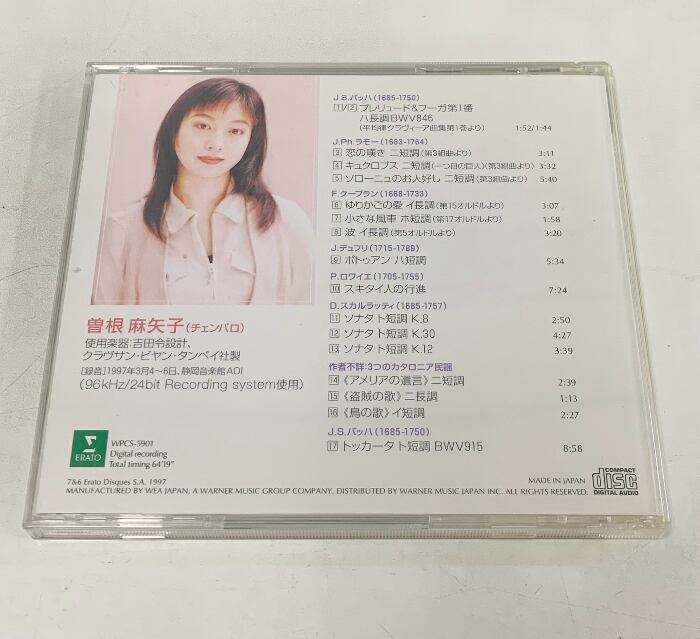 J.S.バッハ(1685-1750)
1/2 プレリュード&フーガ第1番
ハ長調BWV846
(平均律クラヴィーア曲集第1巻より) 1:52/1:44
J.Ph.ラモー(1683-1764)
3 恋の嘆き ニ短調(第3組曲より) 3:11
4 キュクロプス ニ短調(一つ目の巨人)(第3組曲より) 3:32
5 ソローニュのお人好し ニ短調(第3組曲より) 5:40
F.クープラン(1668-1733)
6 ゆりかごの愛 イ長調(第15オルドルより) 3:07
7 小さな風車 ホ短調(第17オルドルより) 1:58
8 波 イ長調(第5オルドルより) 3:20
J.デュフリ(1715-1789)
9 ポトゥアン ハ短調 5:34
P.ロワイエ(1705-1755)
10 スキタイ人の行進 7:24
D.スカルラッティ(1685-1757)
11 ソナタ ト短調 K.8 2:50
12 ソナタ ト短調 K.30 4:27
13 ソナタ ト短調 K.12 3:39
作者不詳:3つのカタロニア民謡
14 《アメリアの遺言》ニ短調 2:39
15 《盗賊の歌》ニ長調 1:13
16 《鳥の歌》イ短調 2:27
J.S.バッハ(1685-1750)
17 トッカータ ト短調 BWV915 8:58
曽根 麻矢子(チェンバロ)
使用楽器:吉田令設計、
クラヴサン・ビヤン・タンペイ社製
[録音]1997年3月4~6日、静岡音楽館AOI
(96kHz/24bit Recording system使用)
ERATO
WPCS-5901
Digital recording
Total timing 64'19"
7&6 Erato Disques S.A. 1997
MADE IN JAPAN
MANUFACTURED BY WEA JAPAN, A WARNER MUSIC GROUP COMPANY. DISTRIBUTED BY WARNER MUSIC JAPAN INC. ALL RIGHTS RESERVED.
COMPACT
disc
DIGITAL AUDIO